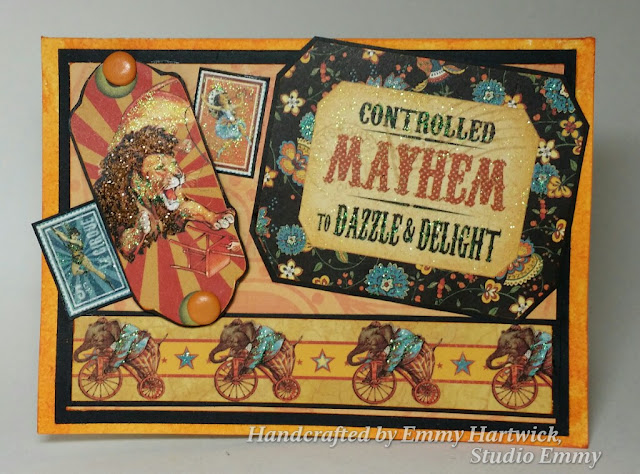 CONTROLLED
MAYHEM
TO DAZZLE & DELIGHT
Handcrafted by Emmy Hartwick,
Studio Emmy